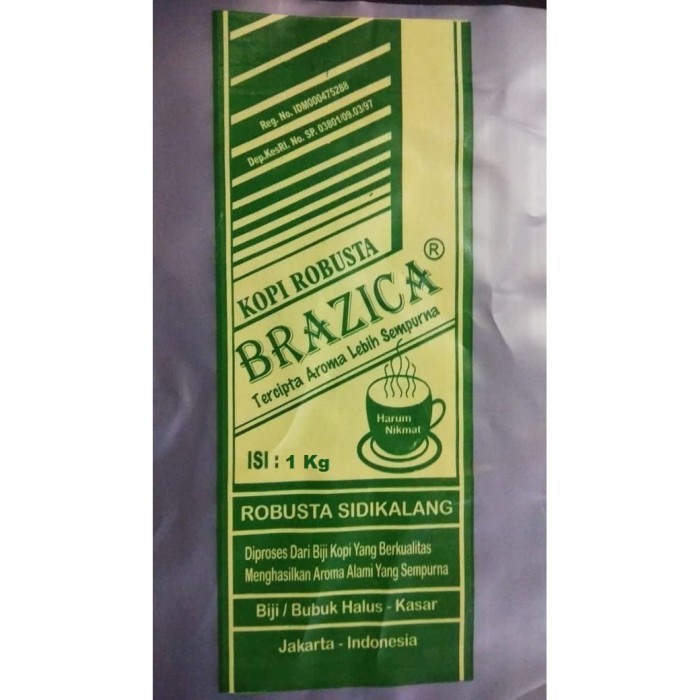 Reg. No. IDM000475288
Dep.KesRI. No. SP. 03801/09.03/97
KOPI ROBUSTA
BRAZICA ®
Tercipta Aroma Lebih Sempurna
Harum
Nikmat
ISI : 1 Kg
ROBUSTA SIDIKALANG
Diproses Dari Biji Kopi Yang Berkualitas
Menghasilkan Aroma Alami Yang Sempurna
Biji / Bubuk Halus - Kasar
Jakarta - Indonesia